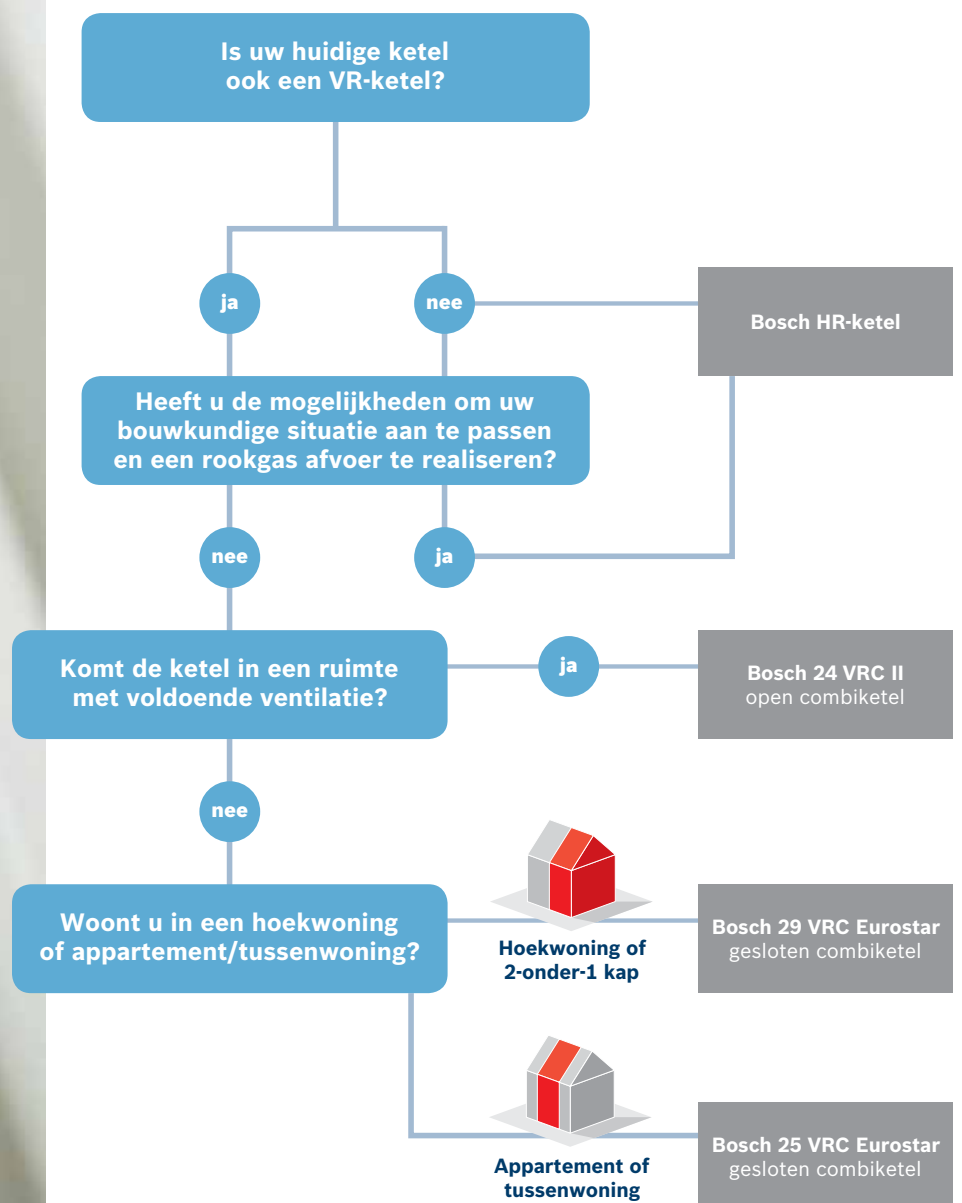 Is uw huidige ketel
ook een VR-ketel?
ja
nee
Bosch HR-ketel
Heeft u de mogelijkheden om uw
bouwkundige situatie aan te passen
en een rookgas afvoer te realiseren?
nee
ja
Komt de ketel in een ruimte
met voldoende ventilatie?
ja
Bosch 24 VRC II
open combiketel
nee
Woont u in een hoekwoning
of appartement/tussenwoning?
Hoekwoning of
2-onder-1 kap
Bosch 29 VRC Eurostar
gesloten combiketel
Appartement of
tussenwoning
Bosch 25 VRC Eurostar
gesloten combiketel